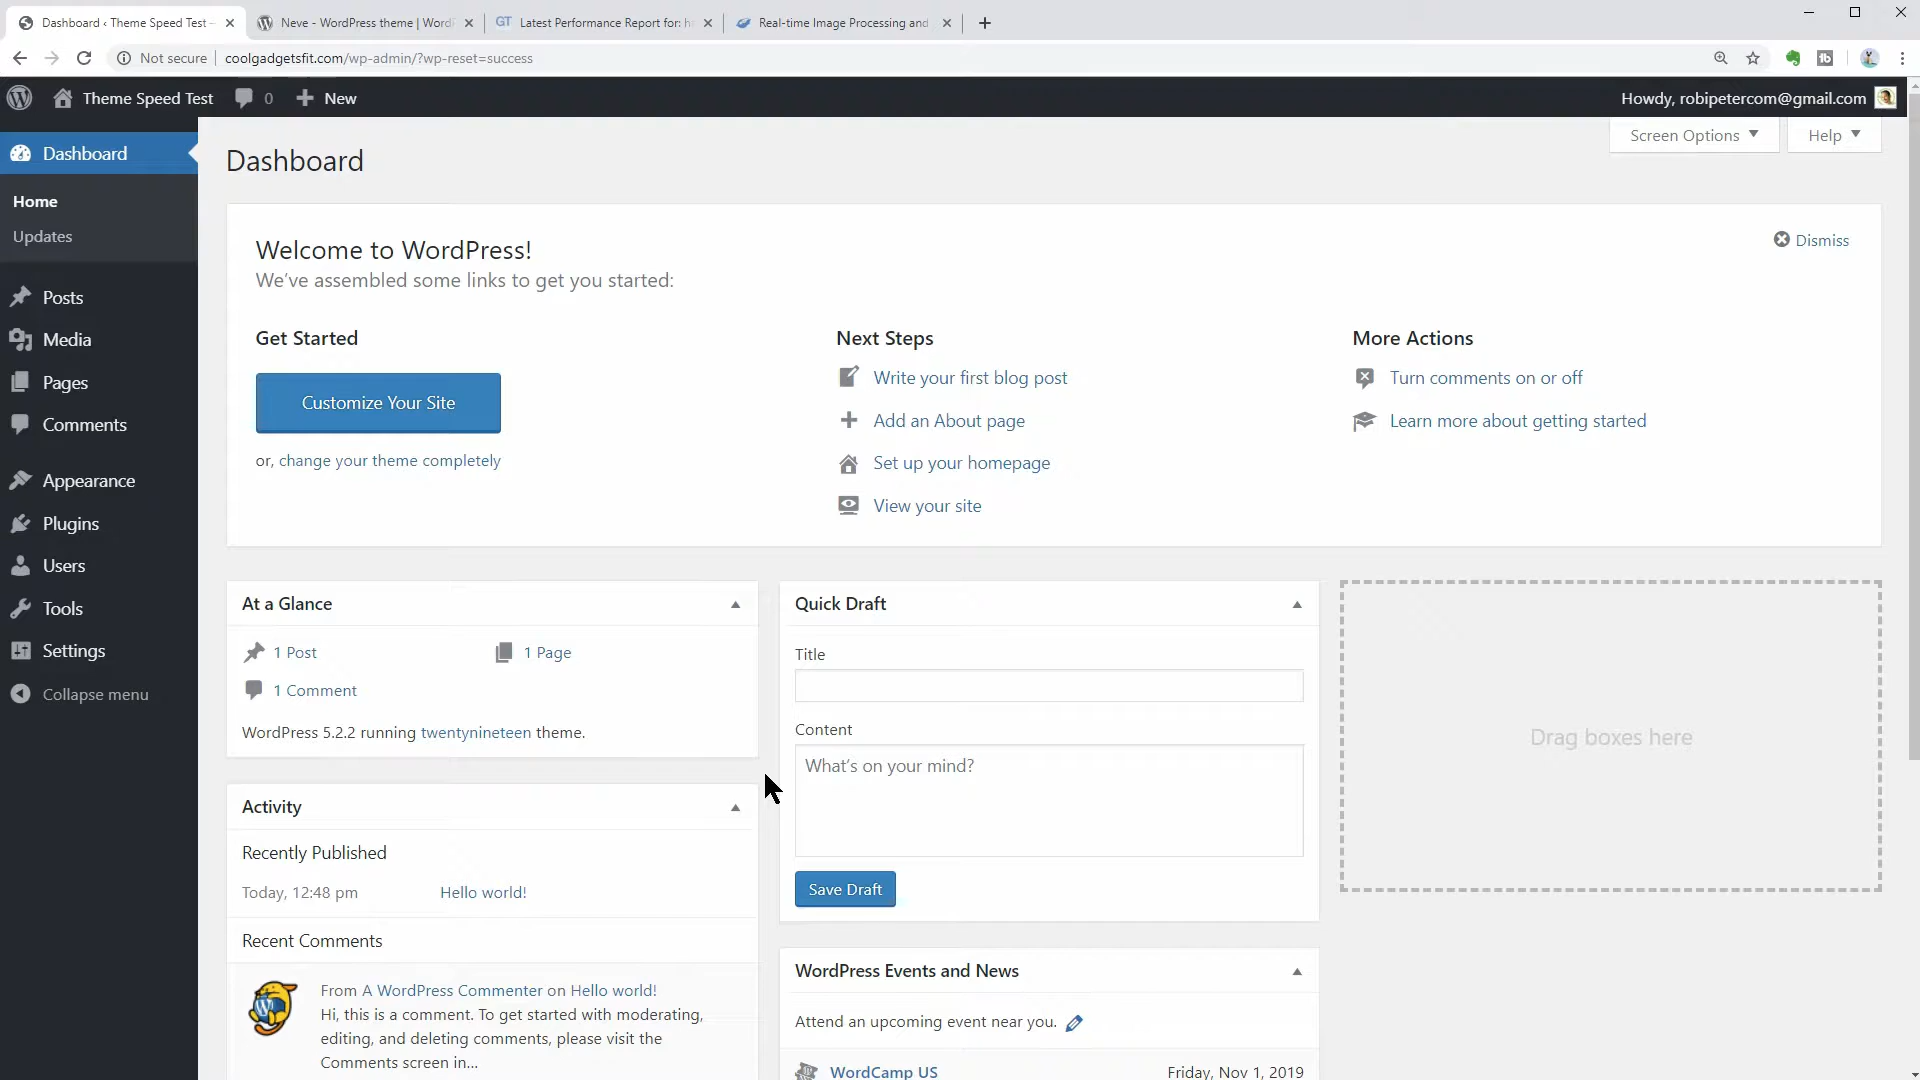 Dashboard ‹ Theme Speed Test –
Neve - WordPress theme | Word
GT Latest Performance Report for: h
Real-time Image Processing and
Not secure coolgadgetsfit.com/wp-admin/?wp-reset=success
Theme Speed Test 0 New
Howdy, robipetercom@gmail.com
Screen Options
Help
Dashboard
Home
Updates
Posts
Media
Pages
Comments
Appearance
Plugins
Users
Tools
Settings
Collapse menu
Dashboard
Welcome to WordPress!
Dismiss
We've assembled some links to get you started:
Get Started
Customize Your Site
or, change your theme completely
Next Steps
Write your first blog post
Add an About page
Set up your homepage
View your site
More Actions
Turn comments on or off
Learn more about getting started
At a Glance
1 Post
1 Page
1 Comment
WordPress 5.2.2 running twentynineteen theme.
Activity
Recently Published
Today, 12:48 pm Hello world!
Recent Comments
From A WordPress Commenter on Hello world!
Hi, this is a comment. To get started with moderating,
editing, and deleting comments, please visit the
Comments screen in…
Quick Draft
Title
Content
What's on your mind?
Save Draft
WordPress Events and News
Attend an upcoming event near you.
WordCamp US Friday, Nov 1, 2019
Drag boxes here